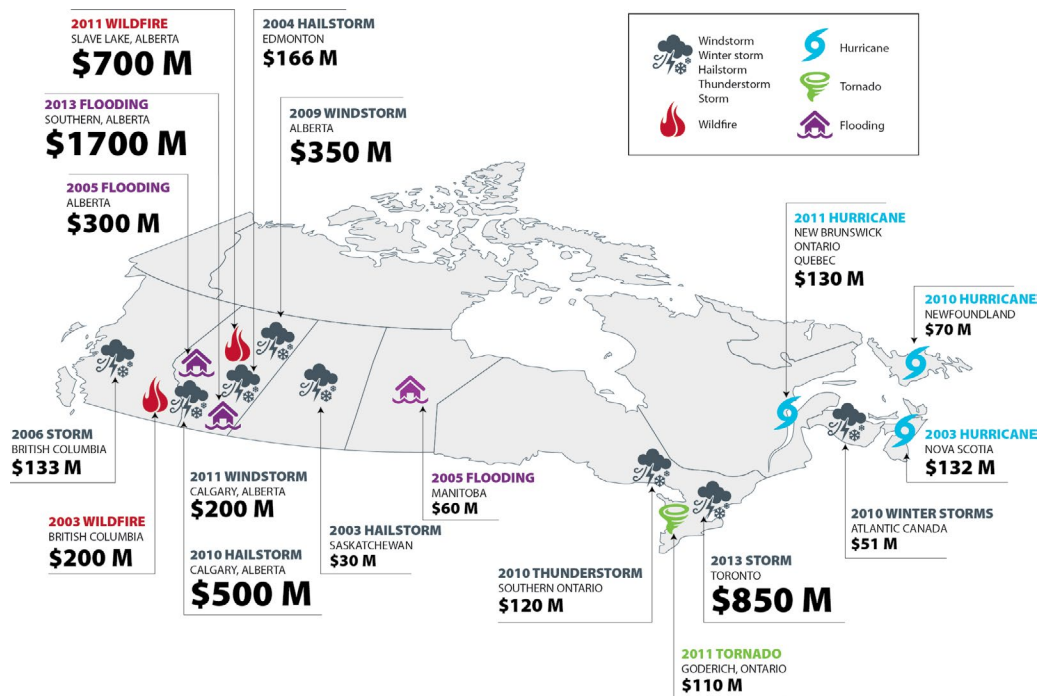 2011 WILDFIRE
SLAVE LAKE, ALBERTA
$700 M
2004 HAILSTORM
EDMONTON
$166 M
Windstorm
Winter storm
Hailstorm
Thunderstorm
Storm
Wildfire
Hurricane
Tornado
Flooding
2013 FLOODING
SOUTHERN, ALBERTA
$1700 M
2009 WINDSTORM
ALBERTA
$350 M
2005 FLOODING
ALBERTA
$300 M
2011 HURRICANE
NEW BRUNSWICK
ONTARIO
QUEBEC
$130 M
2010 HURRICANE
NEWFOUNDLAND
$70 M
2006 STORM
BRITISH COLUMBIA
$133 M
2003 HURRICANE
NOVA SCOTIA
$132 M
2011 WINDSTORM
CALGARY, ALBERTA
$200 M
2005 FLOODING
MANITOBA
$60 M
2003 WILDFIRE
BRITISH COLUMBIA
$200 M
2003 HAILSTORM
SASKATCHEWAN
$30 M
2010 WINTER STORMS
ATLANTIC CANADA
$51 M
2010 HAILSTORM
CALGARY, ALBERTA
$500 M
2010 THUNDERSTORM
SOUTHERN ONTARIO
$120 M
2013 STORM
TORONTO
$850 M
2011 TORNADO
GODERICH, ONTARIO
$110 M